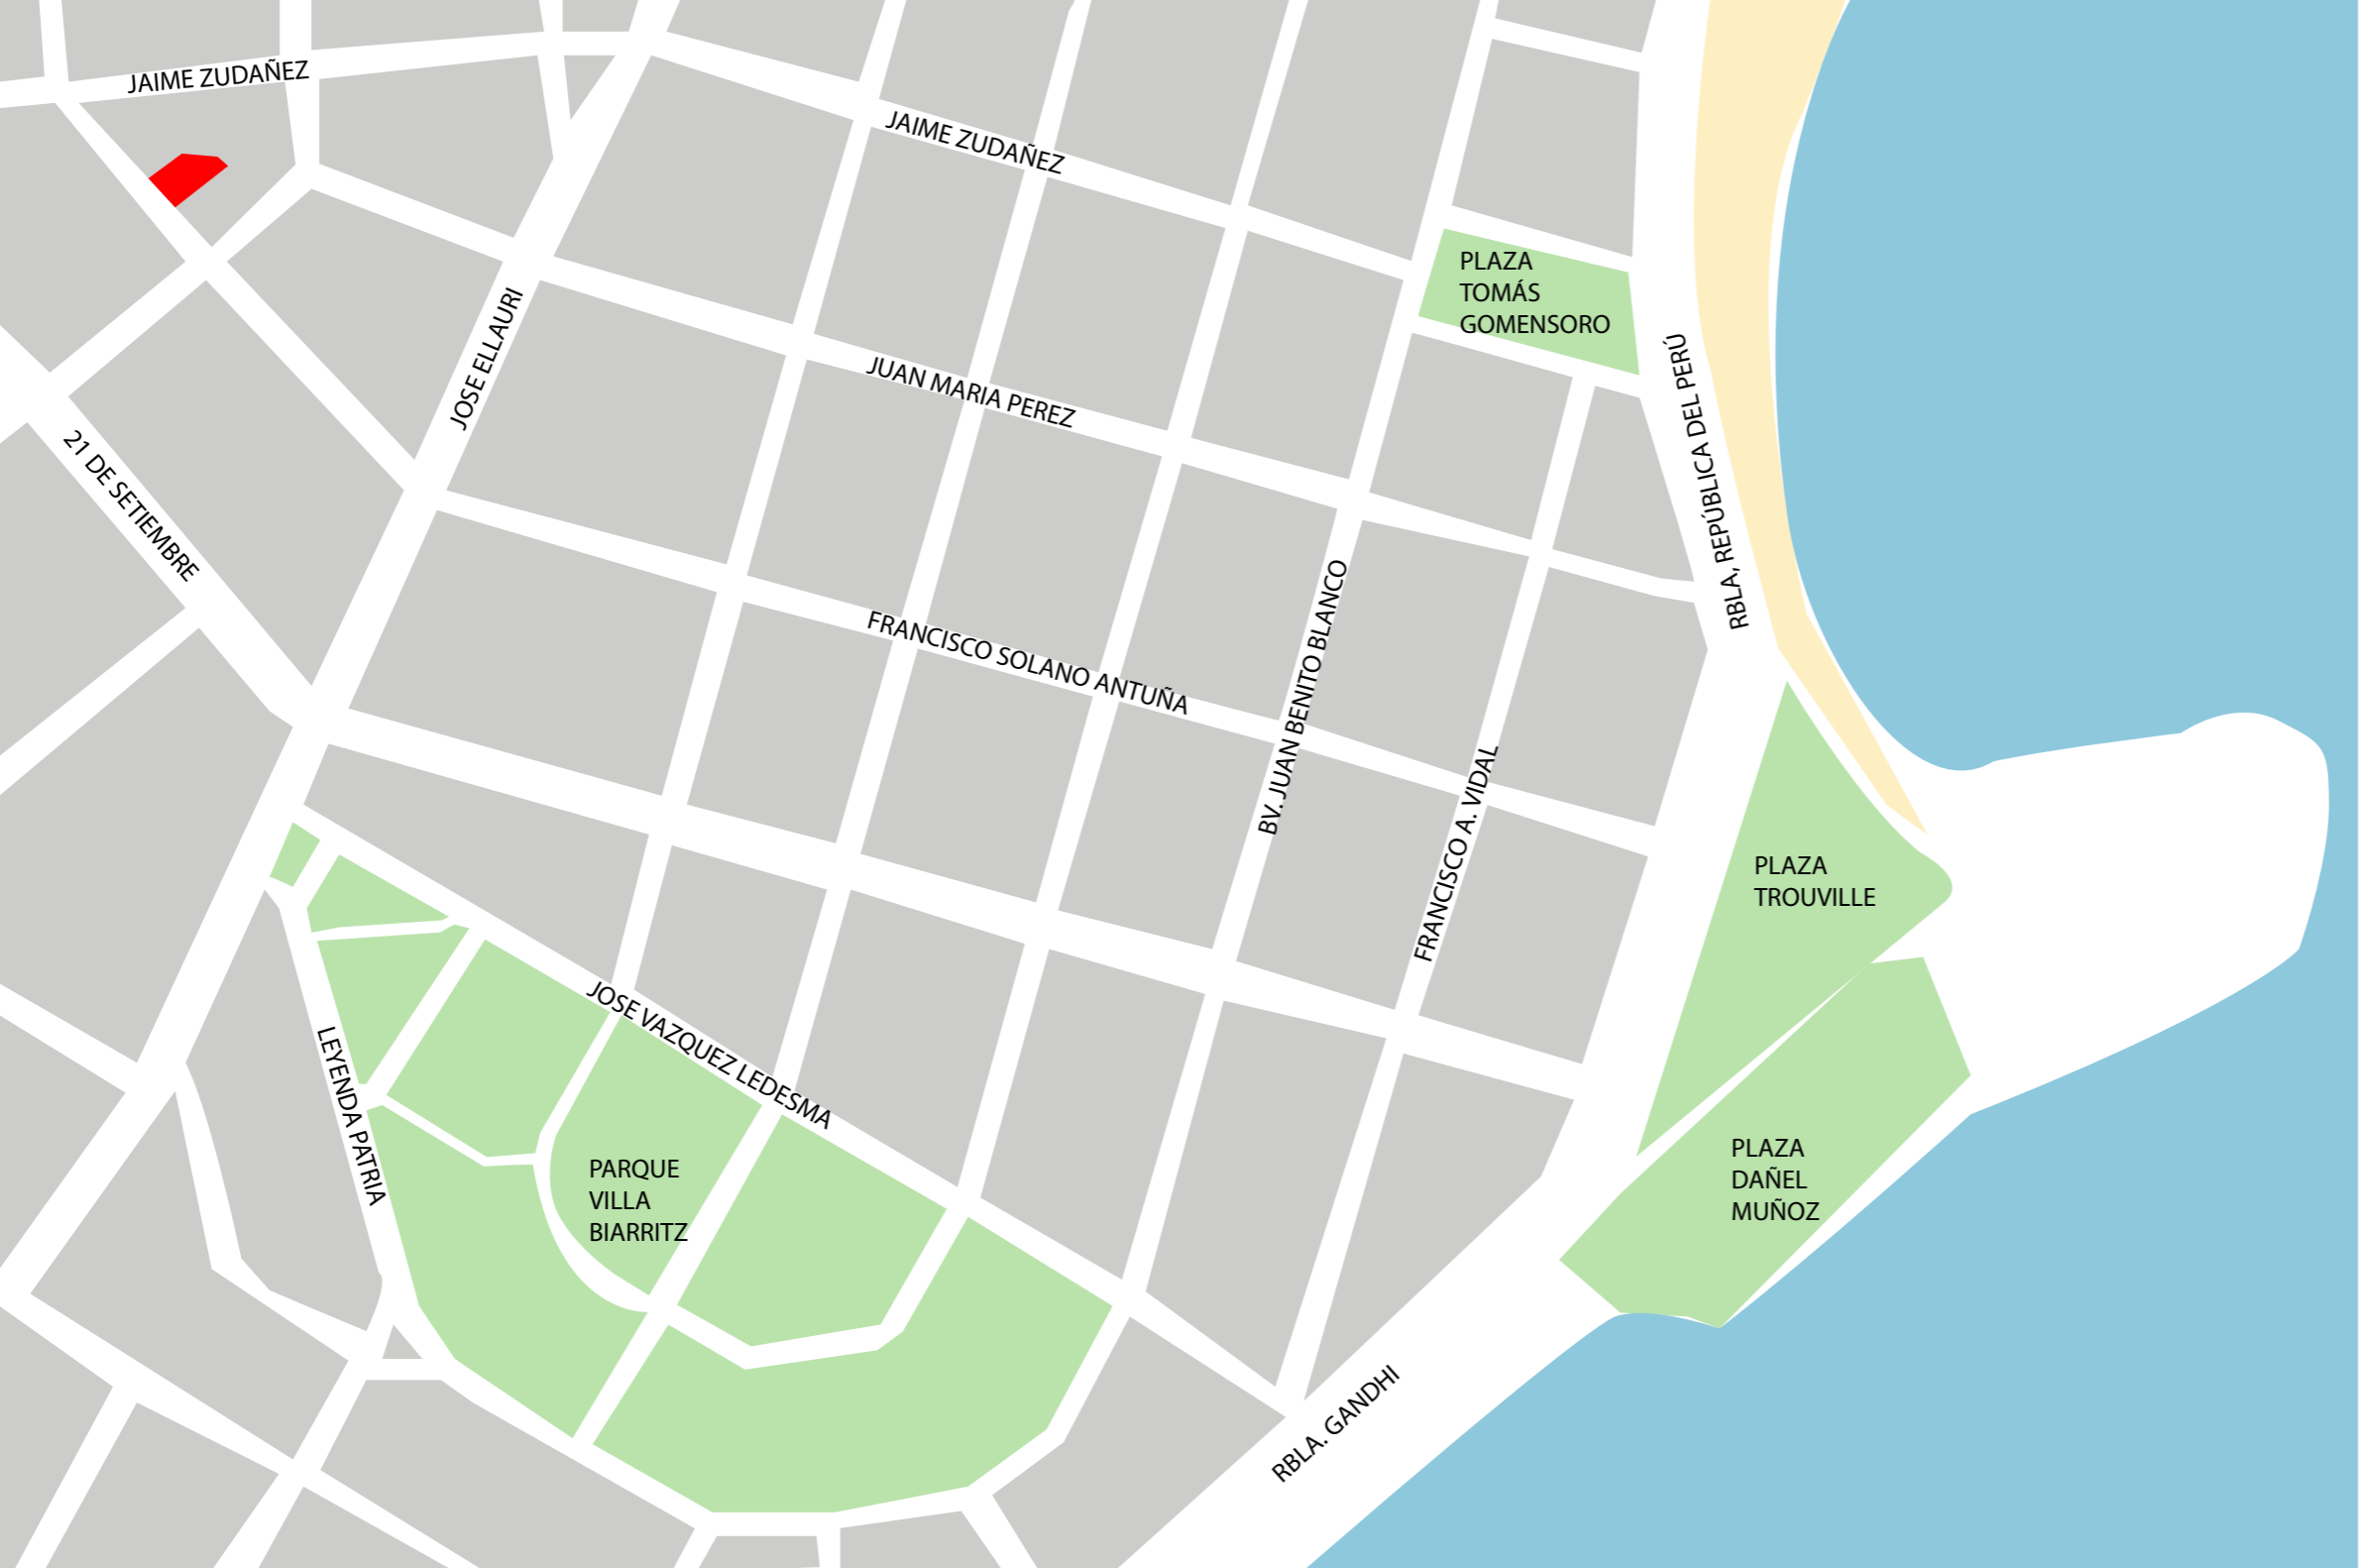 JAIME ZUDAÑEZ
JAIME ZUDAÑEZ
PLAZA
TOMÁS
GOMENSORO
JOSE ELLAURI
JUAN MARIA PEREZ
RBLA, REPÚBLICA DEL PERÚ
21 DE SETIEMBRE
FRANCISCO SOLANO ANTUÑA
BV. JUAN BENITO BLANCO
FRANCISCO A. VIDAL
PLAZA
TROUVILLE
JOSE VAZQUEZ LEDESMA
LEYENDA PATRIA
PARQUE
VILLA
BIARRITZ
PLAZA
DAÑEL
MUÑOZ
RBLA. GANDHI